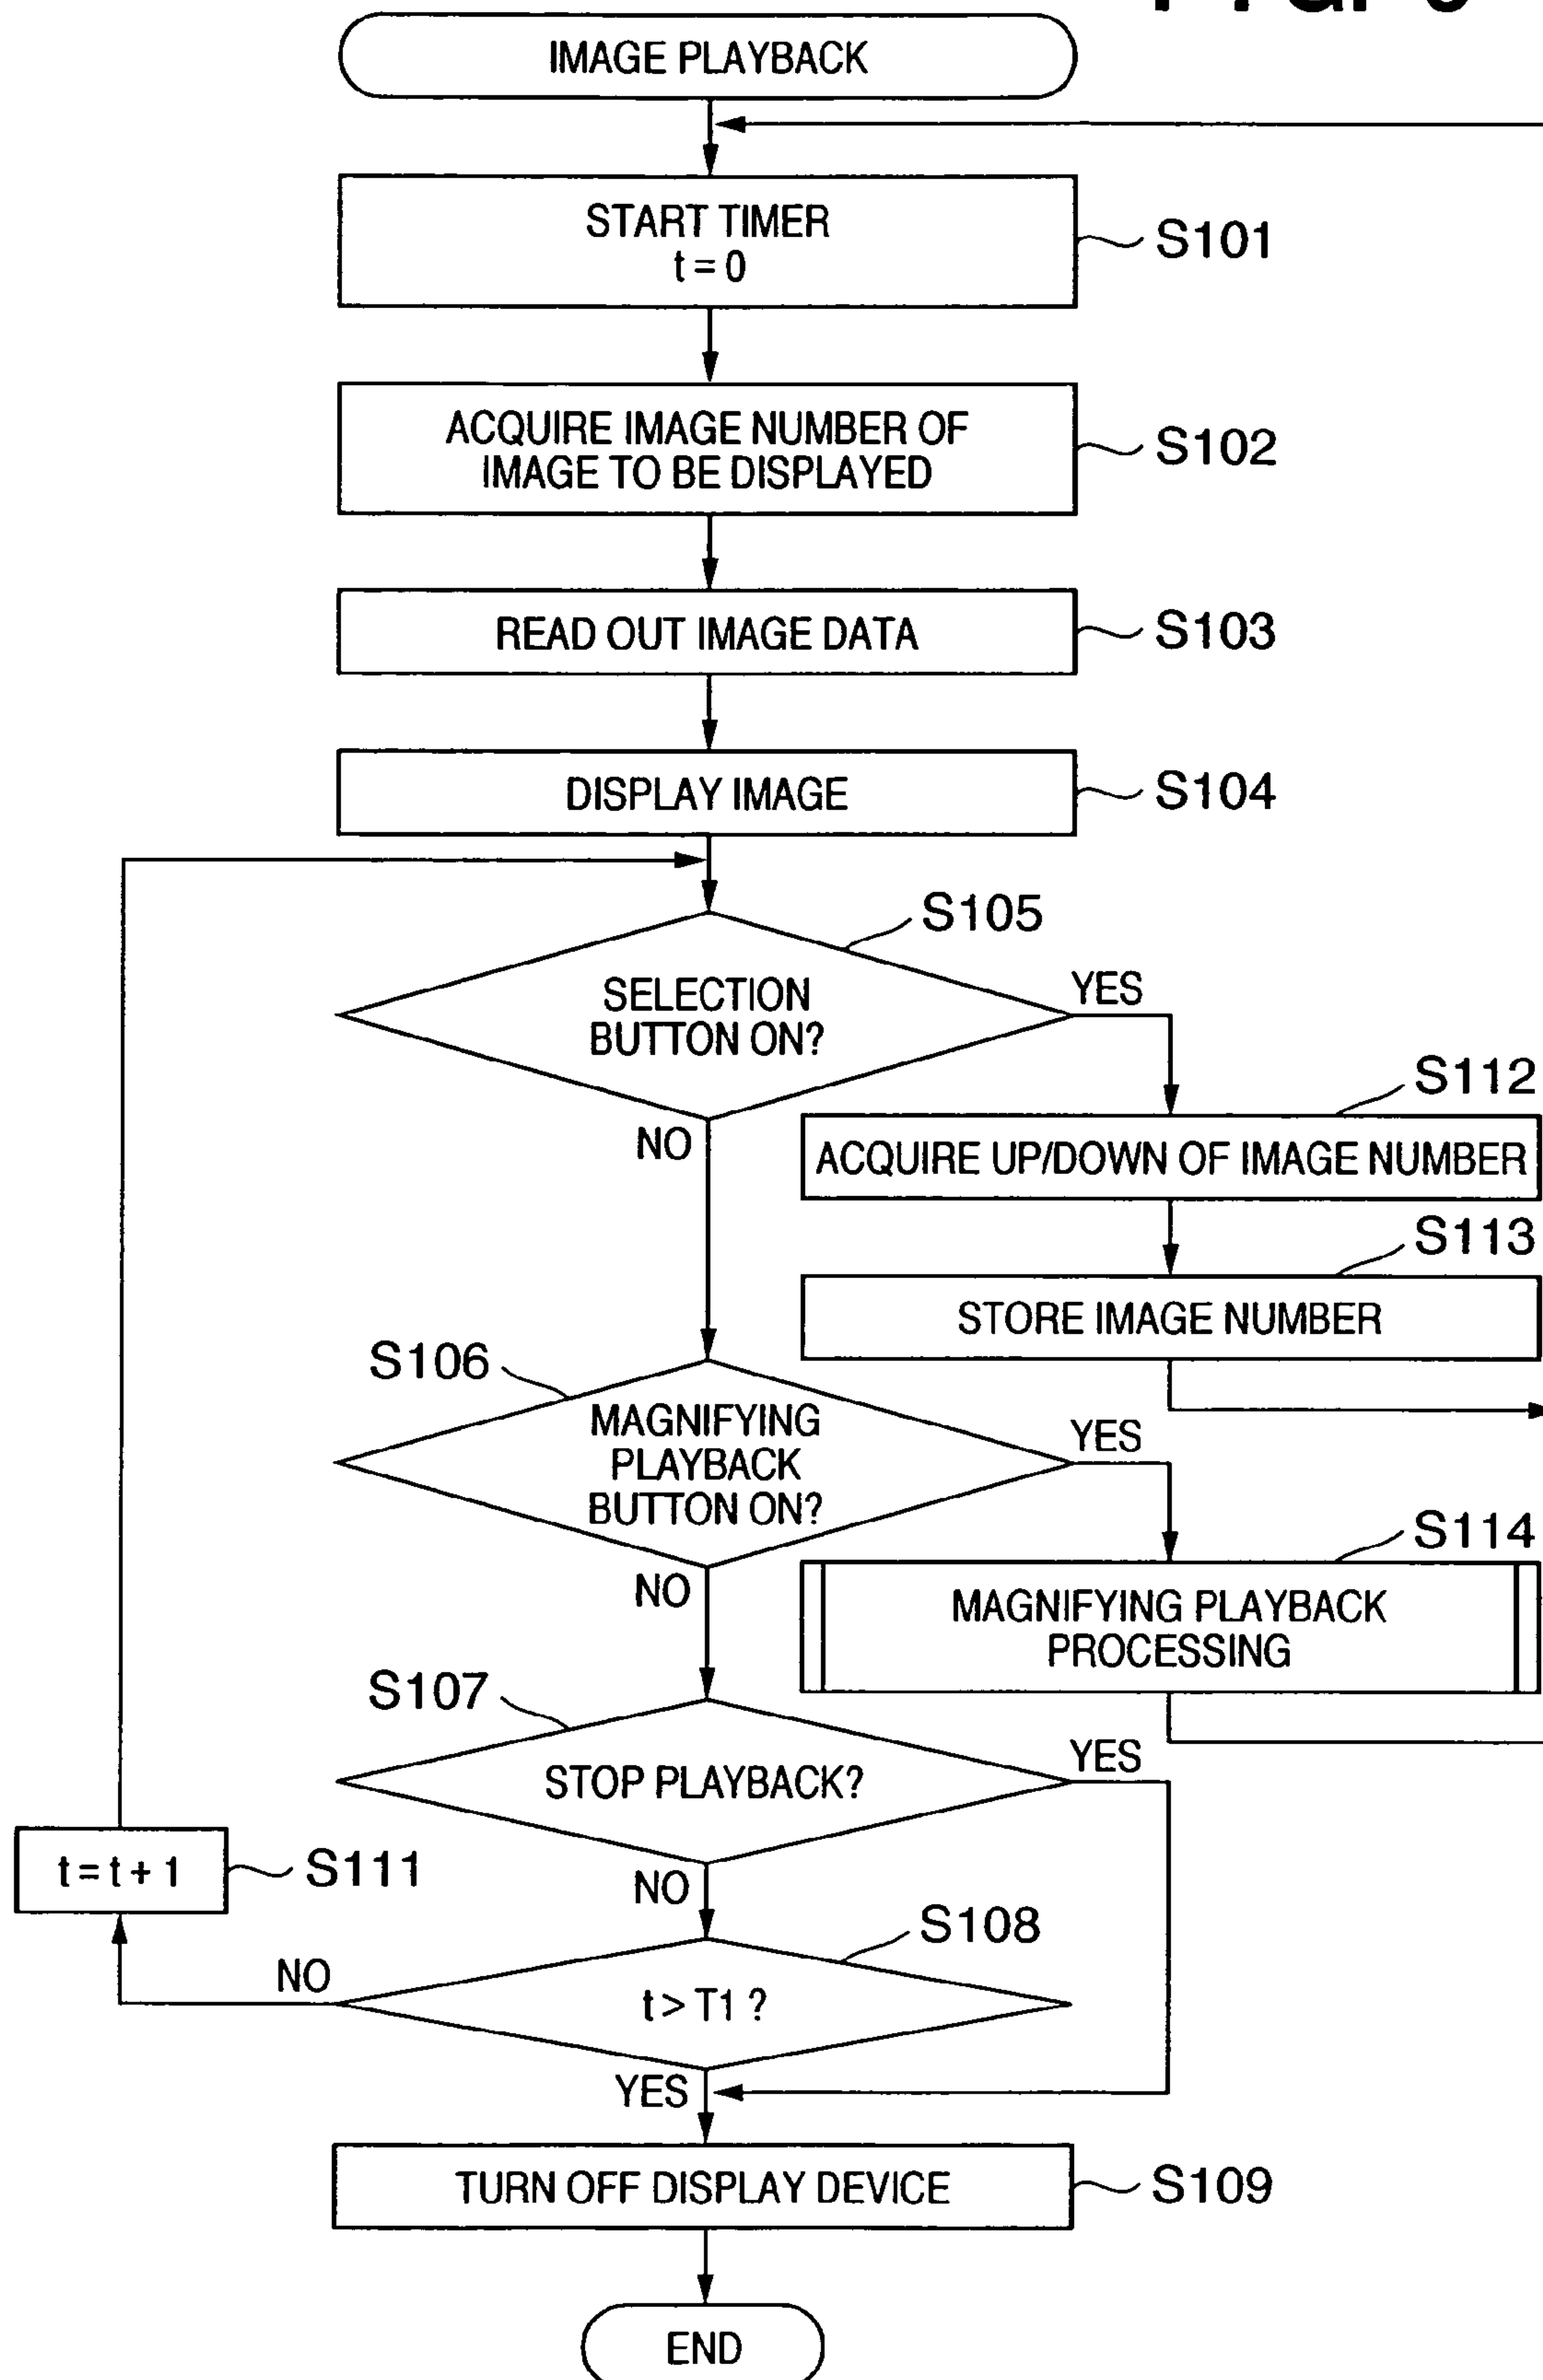 IMAGE PLAYBACK
START TIMER
t = 0
S101
ACQUIRE IMAGE NUMBER OF
IMAGE TO BE DISPLAYED
S102
READ OUT IMAGE DATA
S103
DISPLAY IMAGE
S104
S105
SELECTION
BUTTON ON?
YES
NO
S112
ACQUIRE UP/DOWN OF IMAGE NUMBER
S113
STORE IMAGE NUMBER
S106
MAGNIFYING
PLAYBACK
BUTTON ON?
YES
NO
S114
MAGNIFYING PLAYBACK
PROCESSING
S107
STOP PLAYBACK?
YES
NO
t = t + 1
S111
S108
t > T1 ?
NO
YES
TURN OFF DISPLAY DEVICE
S109
END